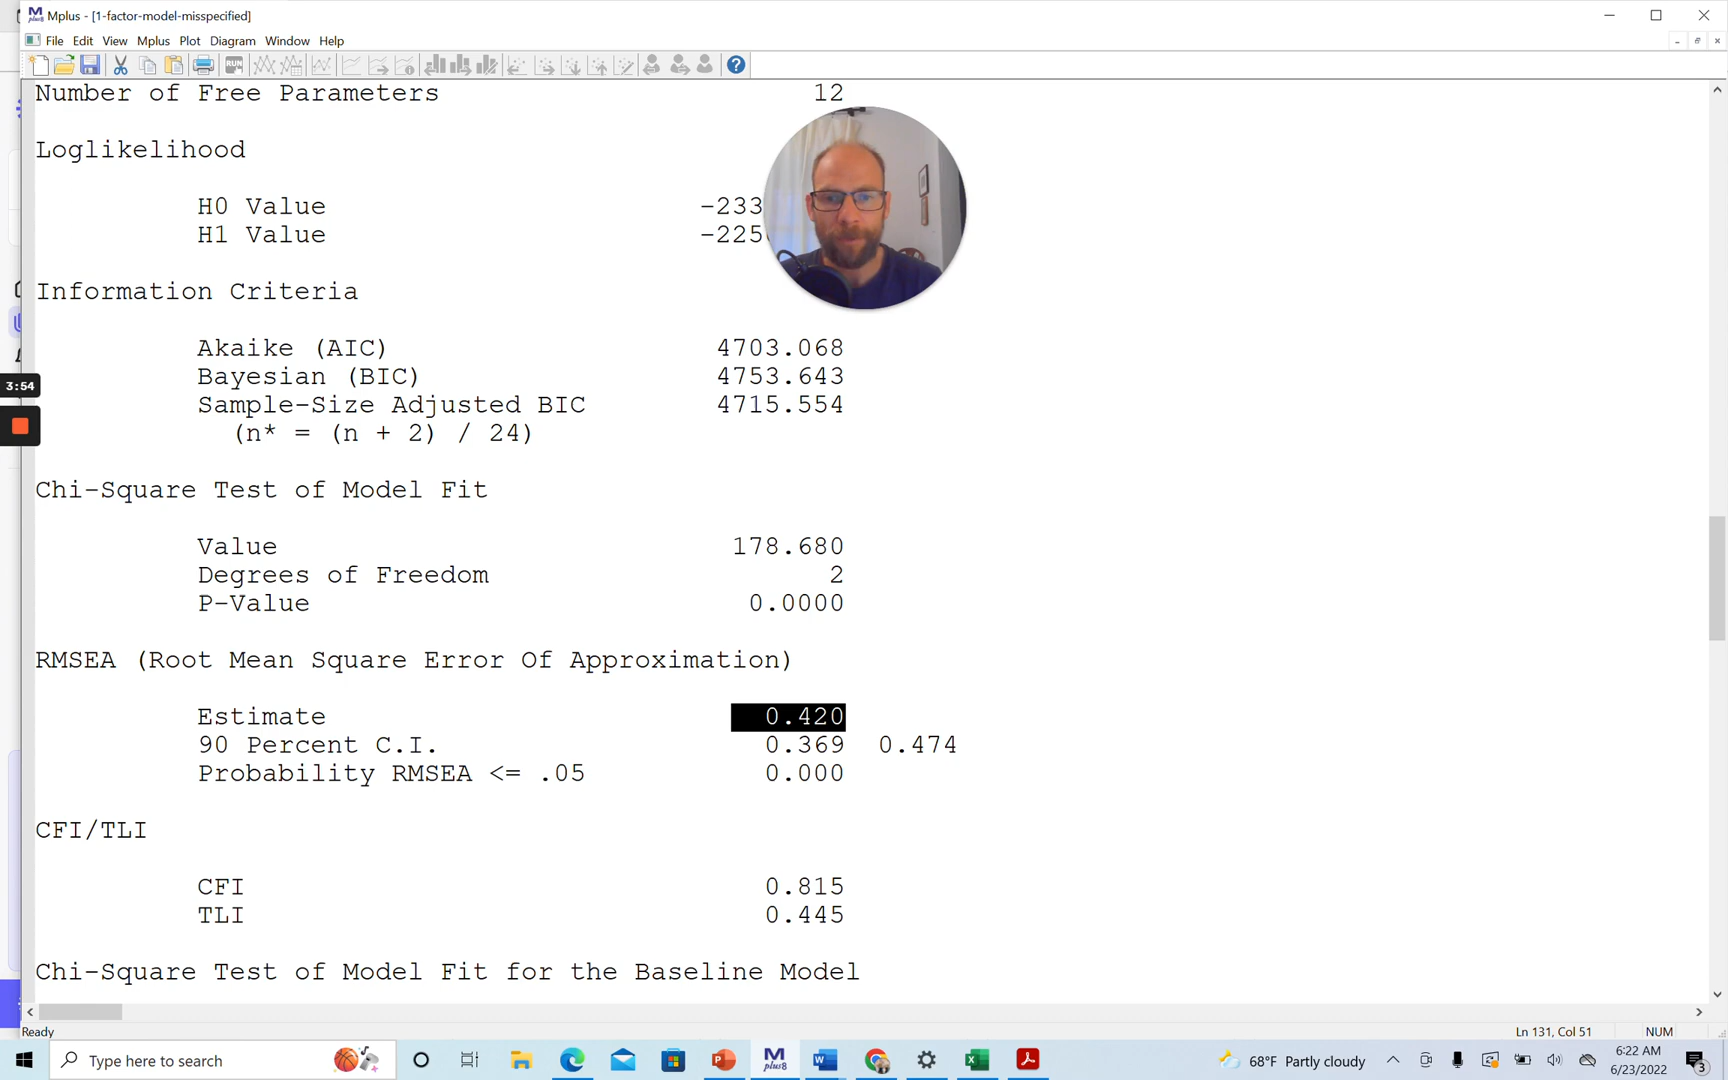 Mplus - [1-factor-model-misspecified]
File Edit View Mplus Plot Diagram Window Help
RUN
Number of Free Parameters 12
Loglikelihood
H0 Value -233
H1 Value -225
Information Criteria
Akaike (AIC) 4703.068
Bayesian (BIC) 4753.643
Sample-Size Adjusted BIC 4715.554
(n* = (n + 2) / 24)
3:54
Chi-Square Test of Model Fit
Value 178.680
Degrees of Freedom 2
P-Value 0.0000
RMSEA (Root Mean Square Error Of Approximation)
Estimate 0.420
90 Percent C.I. 0.369 0.474
Probability RMSEA <= .05 0.000
CFI/TLI
CFI 0.815
TLI 0.445
Chi-Square Test of Model Fit for the Baseline Model
Ready Ln 131, Col 51 NUM
Type here to search 68°F Partly cloudy 6:22 AM
6/23/2022
3